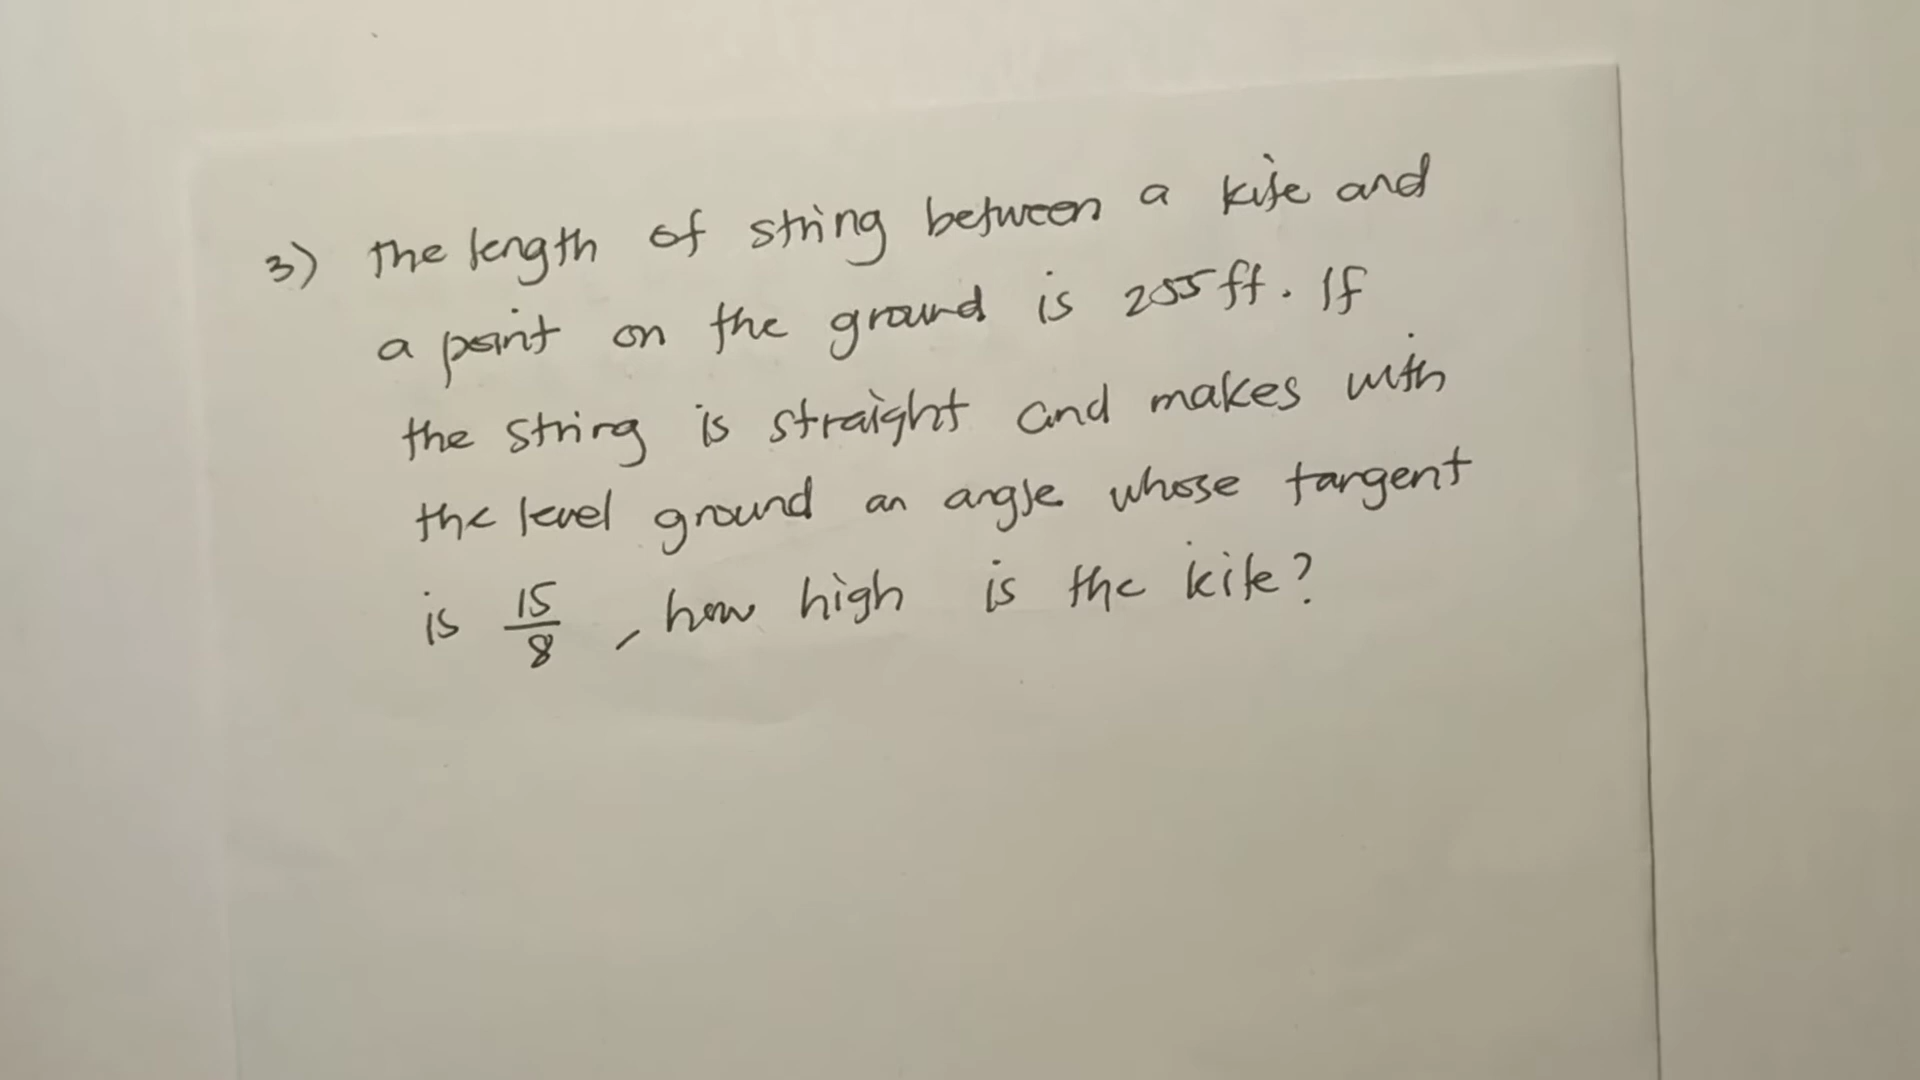 3) The length of string between a kite and
a point on the ground is 255 ft. If
the string is straight and makes with
the level ground an angle whose tangent
is 15/8, how high is the kite?